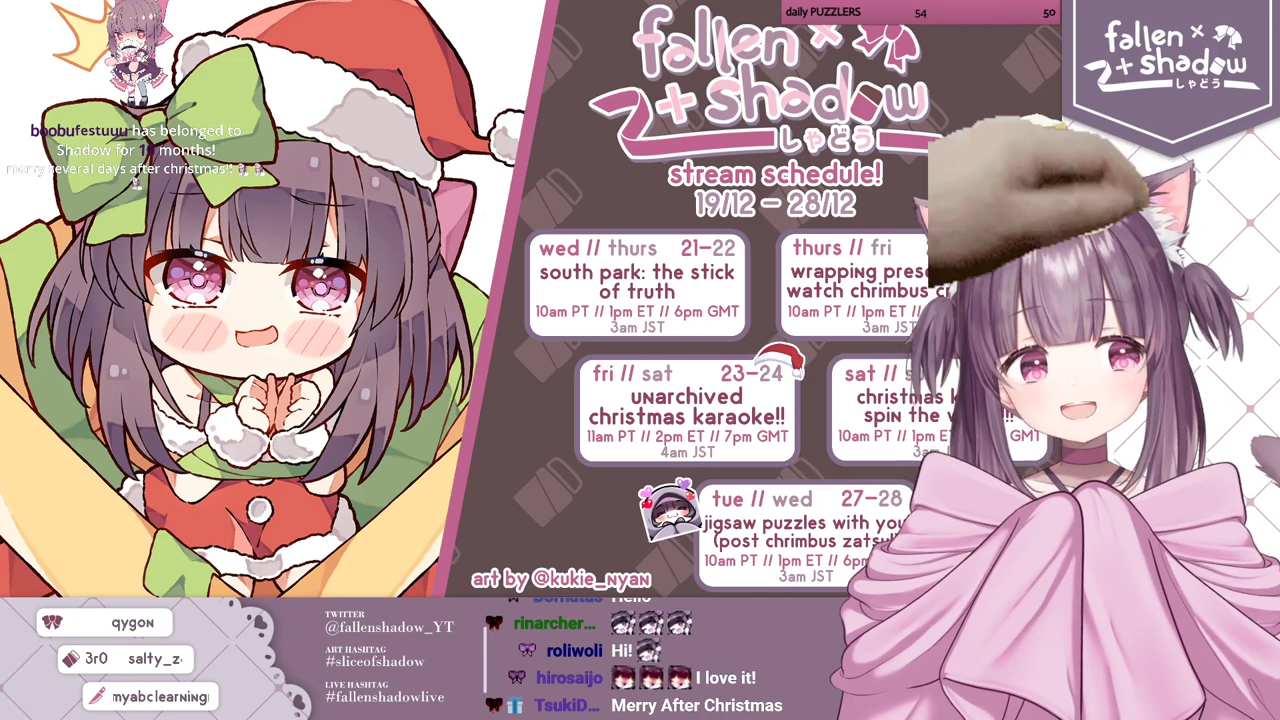 boobufestuuu has belonged to
Shadow for 1 months!
merry several days after christmas!!
daily PUZZLERS 54 50
fallen
shadow
しゃどう
stream schedule!
19/12 – 28/12
wed // thurs 21–22
south park: the stick
of truth
10am PT // 1pm ET // 6pm GMT
3am JST
thurs // fri
wrapping
watch chrimbus
10am PT // 1pm ET //
3am JST
fri // sat 23–24
unarchived
christmas karaoke!!
11am PT // 2pm ET // 7pm GMT
4am JST
sat //
christmas
spin the
10am PT // 1pm GMT
tue // wed 27–28
jigsaw puzzles with
(post chrimbus
10am PT // 1pm ET //
3am JST
art by @kukie_nyan
fallen
shadow
しゃどう
qygon
3r0 salty_z
myabclearning
TWITTER
@fallenshadow_YT
ART HASHTAG
#sliceofshadow
LIVE HASHTAG
#fallenshadowlive
rinarcher...
roliwoli Hi!
hirosaijo I love it!
TsukiD... Merry After Christmas